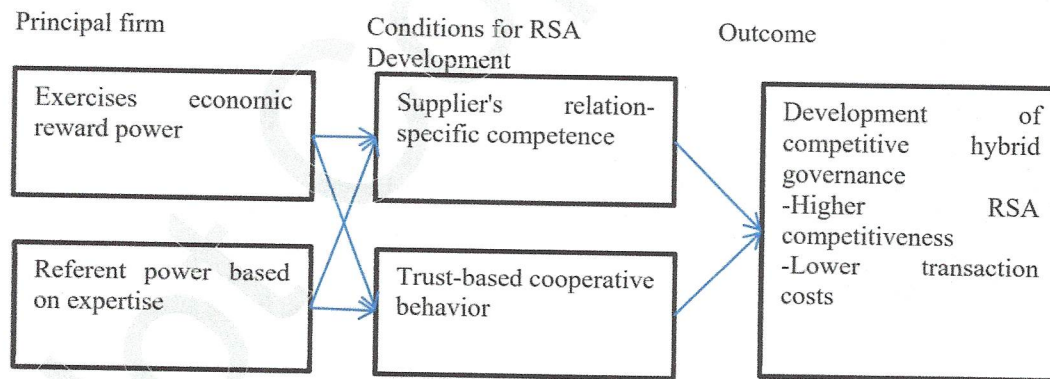 Principal firm
Conditions for RSA
Development
Outcome
Exercises economic
reward power
Supplier's relation-
specific competence
Development of
competitive hybrid
governance
-Higher RSA
competitiveness
-Lower transaction
costs
Referent power based
on expertise
Trust-based cooperative
behavior